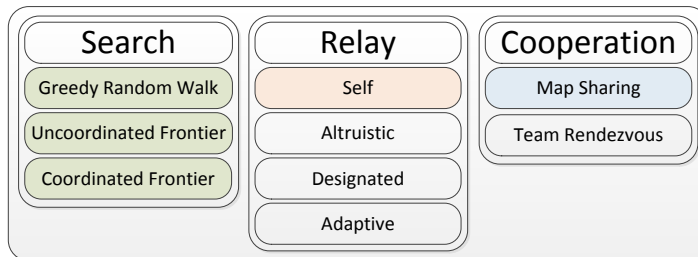 Search
Greedy Random Walk
Uncoordinated Frontier
Coordinated Frontier
Relay
Self
Altruistic
Designated
Adaptive
Cooperation
Map Sharing
Team Rendezvous